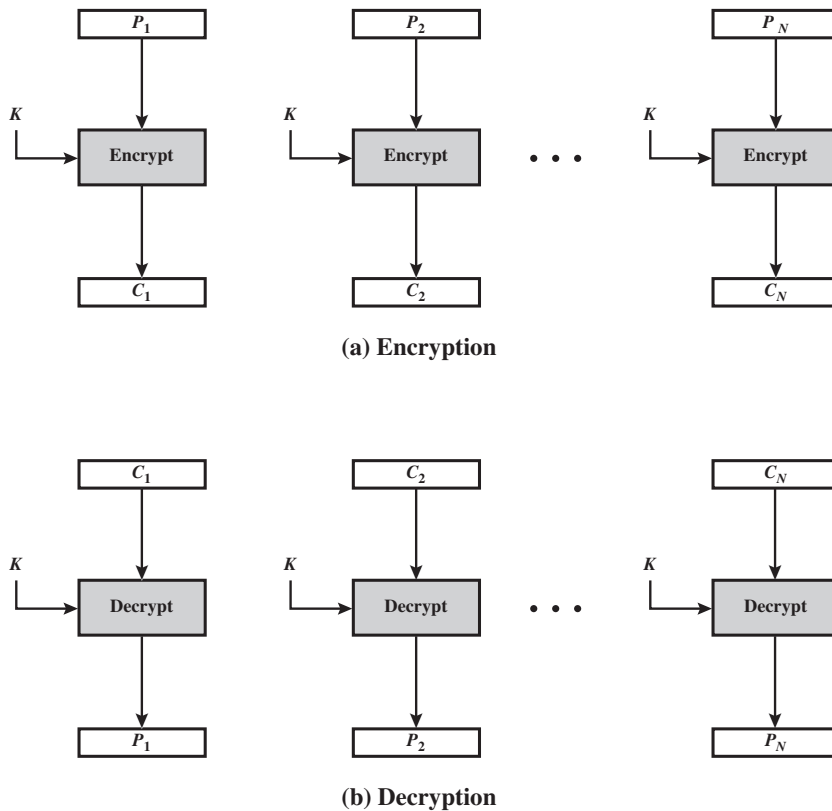 P1 P2 PN
K K K
Encrypt Encrypt • • • Encrypt
C1 C2 CN
(a) Encryption
C1 C2 CN
K K K
Decrypt Decrypt • • • Decrypt
P1 P2 PN
(b) Decryption